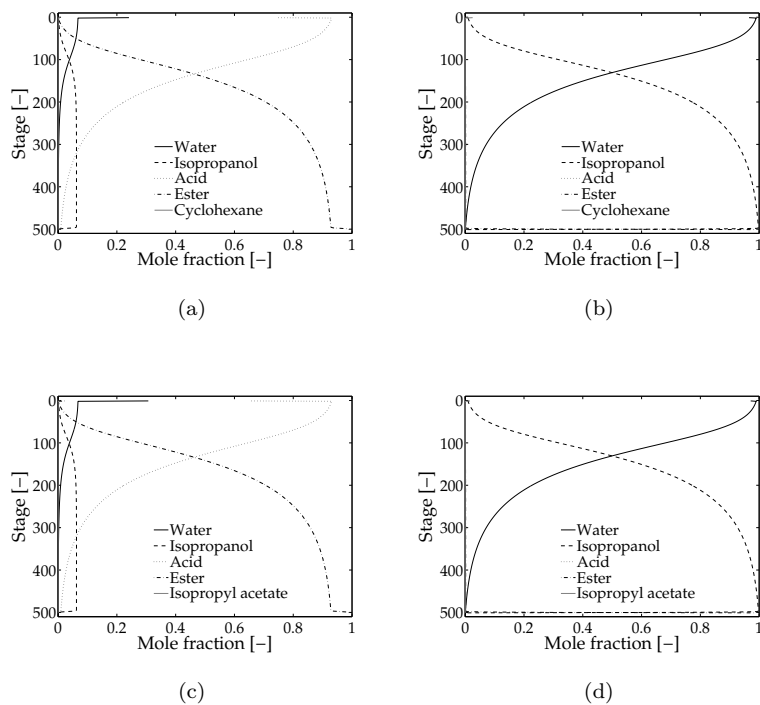 0
100
200
300
400
500
Stage [−]
Water
Isopropanol
Acid
Ester
Cyclohexane
0 0.2 0.4 0.6 0.8 1
Mole fraction [−]
(a)
0
100
200
300
400
500
Stage [−]
Water
Isopropanol
Acid
Ester
Cyclohexane
0 0.2 0.4 0.6 0.8 1
Mole fraction [−]
(b)
0
100
200
300
400
500
Stage [−]
Water
Isopropanol
Acid
Ester
Isopropyl acetate
0 0.2 0.4 0.6 0.8 1
Mole fraction [−]
(c)
0
100
200
300
400
500
Stage [−]
Water
Isopropanol
Acid
Ester
Isopropyl acetate
0 0.2 0.4 0.6 0.8 1
Mole fraction [−]
(d)